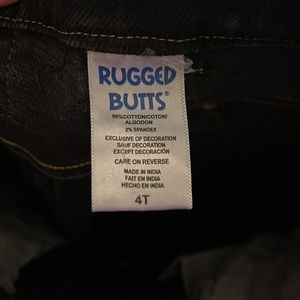 RUGGED
BUTTS®
98%COTTON/COTON/
ALGODON
2% SPANDEX
EXCLUSIVE OF DECORATION
SAUF DECORATION
EXCEPT DECORACIÓN
CARE ON REVERSE
MADE IN INDIA
FAIT EN INDIA
HECHO EN INDIA
4T